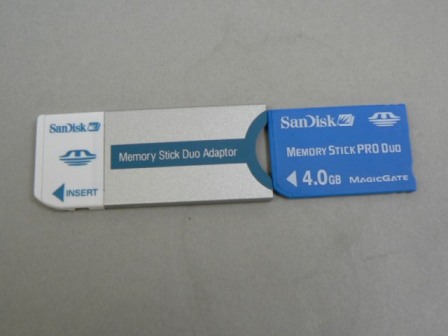 SanDisk
INSERT
Memory Stick Duo Adaptor
SanDisk
MEMORY STICK PRO DUO
4.0GB MAGICGATE